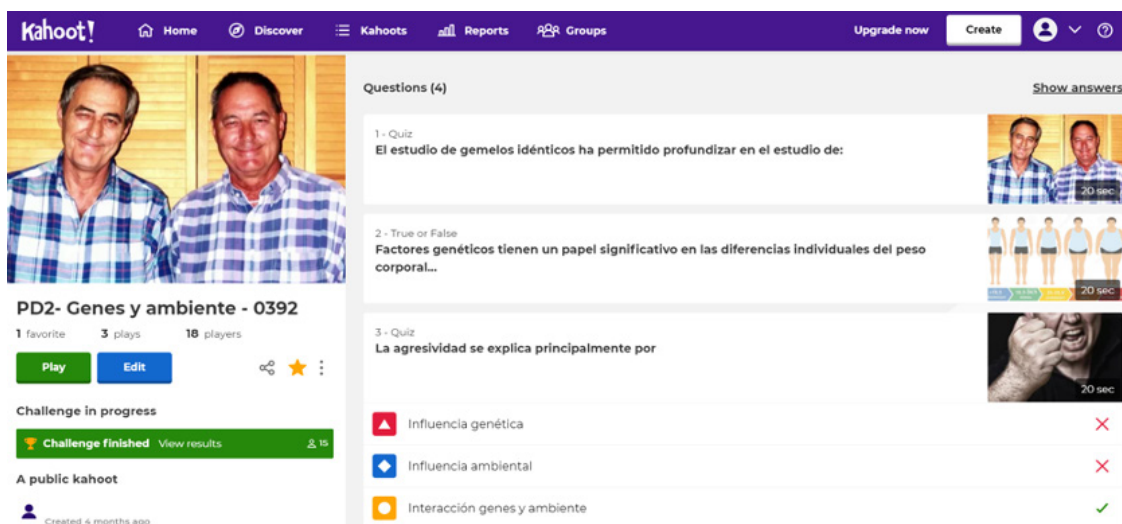 Kahoot! Home Discover Kahoots Reports Groups Upgrade now Create
Questions (4) Show answers
1 - Quiz
El estudio de gemelos idénticos ha permitido profundizar en el estudio de:
20 sec
2 - True or False
Factores genéticos tienen un papel significativo en las diferencias individuales del peso
corporal...
20 sec
3 - Quiz
La agresividad se explica principalmente por
20 sec
Influencia genética
Influencia ambiental
Interacción genes y ambiente
PD2- Genes y ambiente - 0392
1 favorite 3 plays 18 players
Play Edit
Challenge in progress
Challenge finished View results 15
A public kahoot
Created 4 months ago